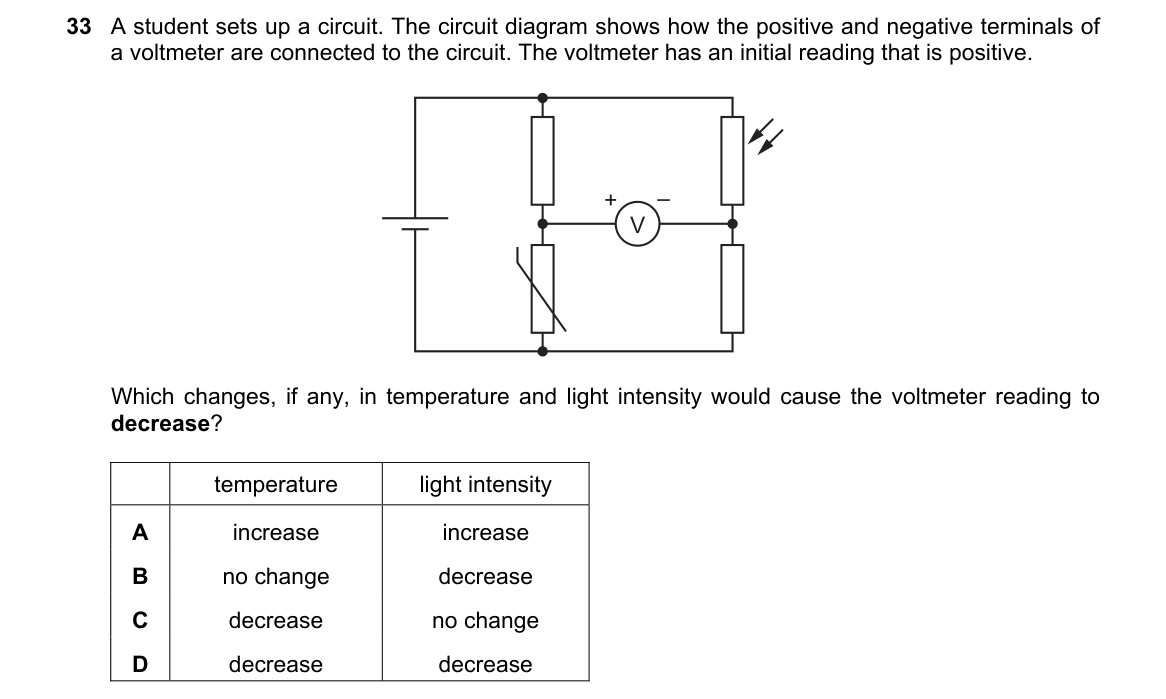 33 A student sets up a circuit. The circuit diagram shows how the positive and negative terminals of
a voltmeter are connected to the circuit. The voltmeter has an initial reading that is positive.
+ –
V
Which changes, if any, in temperature and light intensity would cause the voltmeter reading to
decrease?
temperature light intensity
A increase increase
B no change decrease
C decrease no change
D decrease decrease